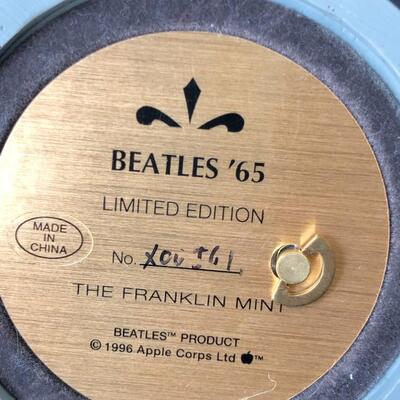 BEATLES '65
LIMITED EDITION
MADE
IN
CHINA
No.
THE FRANKLIN MINT
BEATLES™ PRODUCT
© 1996 Apple Corps Ltd ™